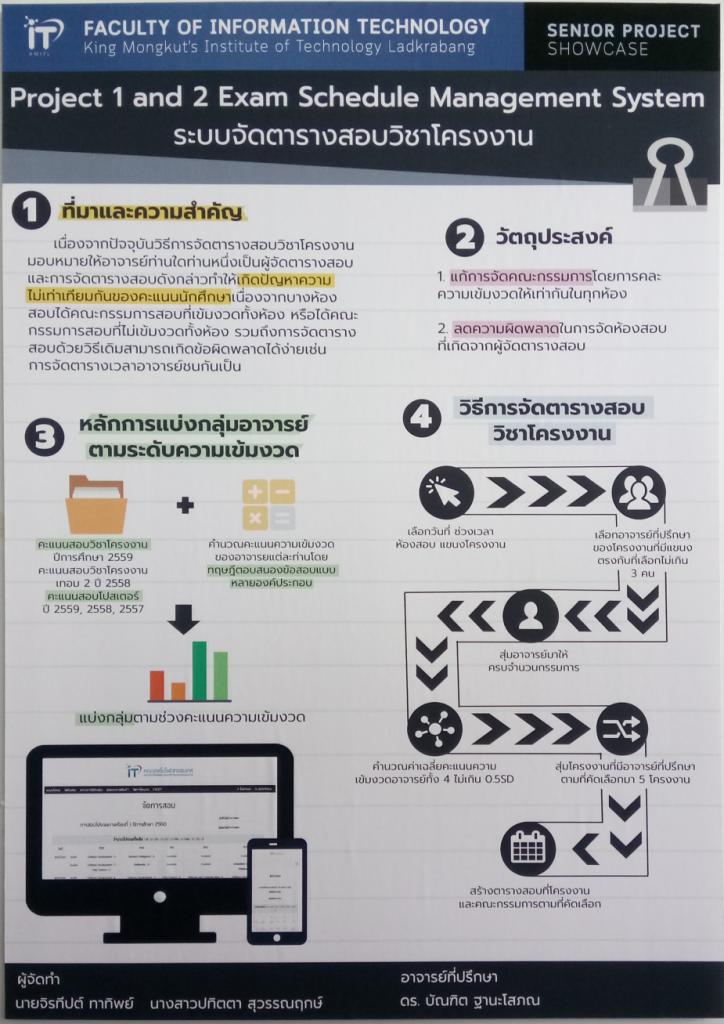 iT
KMITL
FACULTY OF INFORMATION TECHNOLOGY
King Mongkut's Institute of Technology Ladkrabang
SENIOR PROJECT
SHOWCASE
Project 1 and 2 Exam Schedule Management System
ระบบจัดตารางสอบวิชาโครงงาน
1 ที่มาและความสำคัญ
เนื่องจากปัจจุบันวิธีการจัดตารางสอบวิชาโครงงาน
มอบหมายให้อาจารย์ท่านใดท่านหนึ่งเป็นผู้จัดตารางสอบ
และการจัดตารางสอบดังกล่าวทำให้เกิดปัญหาความ
ไม่เท่าเทียมกันของคะแนนนักศึกษาเนื่องจากบางห้อง
สอบได้คณะกรรมการสอบที่เข้มงวดทั้งห้อง หรือได้คณะ
กรรมการสอบที่ไม่เข้มงวดทั้งห้อง รวมถึงการจัดตาราง
สอบด้วยวิธีเดิมสามารถเกิดข้อผิดพลาดได้ง่ายเช่น
การจัดตารางเวลาอาจารย์ชนกันเป็น
2 วัตถุประสงค์
1. แก้การจัดคณะกรรมการโดยการคละ
ความเข้มงวดให้เท่ากันในทุกห้อง
2. ลดความผิดพลาดในการจัดห้องสอบ
ที่เกิดจากผู้จัดตารางสอบ
3 หลักการแบ่งกลุ่มอาจารย์
ตามระดับความเข้มงวด
คะแนนสอบวิชาโครงงาน
ปีการศึกษา 2559
คะแนนสอบวิชาโครงงาน
เทอม 2 ปี 2558
คะแนนสอบโปสเตอร์
ปี 2559, 2558, 2557
คำนวณคะแนนความเข้มงวด
ของอาจารย์แต่ละท่านโดย
ทฤษฎีตอบสนองข้อสอบแบบ
หลายองค์ประกอบ
แบ่งกลุ่มตามช่วงคะแนนความเข้มงวด
4 วิธีการจัดตารางสอบ
วิชาโครงงาน
เลือกวันที่ ช่วงเวลา
ห้องสอบ แขนงโครงงาน
เลือกอาจารย์ที่ปรึกษา
ของโครงงานที่มีแขนง
ตรงกับที่เลือกไม่เกิน
3 คน
สุ่มอาจารย์มาให้
ครบจำนวนกรรมการ
คำนวณค่าเฉลี่ยคะแนนความ
เข้มงวดอาจารย์ทั้ง 4 ไม่เกิน 0.5SD
สุ่มโครงงานที่มีอาจารย์ที่ปรึกษา
ตามที่คัดเลือกมา 5 โครงงาน
สร้างตารางสอบที่โครงงาน
และคณะกรรมการตามที่คัดเลือก
iT คณะเทคโนโลยีสารสนเทศ
จัดการสอบ
ผู้จัดทำ
นายจิรทีปต์ ทาทิพย์ นางสาวปทิตตา สุวรรณฤกษ์
อาจารย์ที่ปรึกษา
ดร. บัณฑิต ฐานะโสภณ